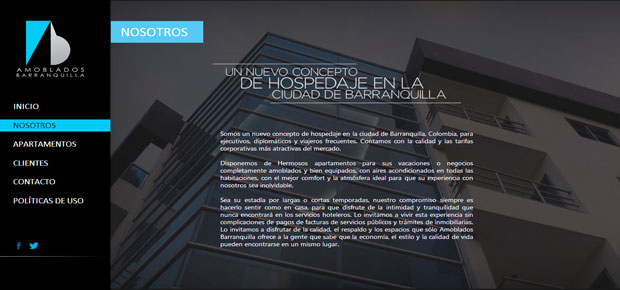 AMOBLADOS
BARRANQUILLA
INICIO
NOSOTROS
APARTAMENTOS
CLIENTES
CONTACTO
POLÍTICAS DE USO
NOSOTROS
UN NUEVO CONCEPTO
DE HOSPEDAJE EN LA
CIUDAD DE BARRANQUILLA
Somos un nuevo concepto de hospedaje en la ciudad de Barranquilla, Colombia, para
ejecutivos, diplomáticos y viajeros frecuentes. Contamos con la calidad y las tarifas
corporativas más atractivas del mercado.
Disponemos de Hermosos apartamentos para sus vacaciones o negocios
completamente amoblados y bien equipados, con aires acondicionados en todas las
habitaciones, con el mejor comfort y la atmósfera ideal para que su experiencia con
nosotros sea inolvidable.
Sea su estadía por largas o cortas temporadas, nuestro compromiso siempre es
hacerlo sentir como en casa, para que disfrute de la intimidad y tranquilidad que
nunca encontrará en los servicios hoteleros. Lo invitamos a vivir esta experiencia sin
complicaciones de pagos de facturas de servicios públicos y trámites de inmobiliarias.
Lo invitamos a disfrutar de la calidad, el respaldo y los espacios que sólo Amoblados
Barranquilla ofrece a la gente que sabe que la economía, el estilo y la calidad de vida
pueden encontrarse en un mismo lugar.